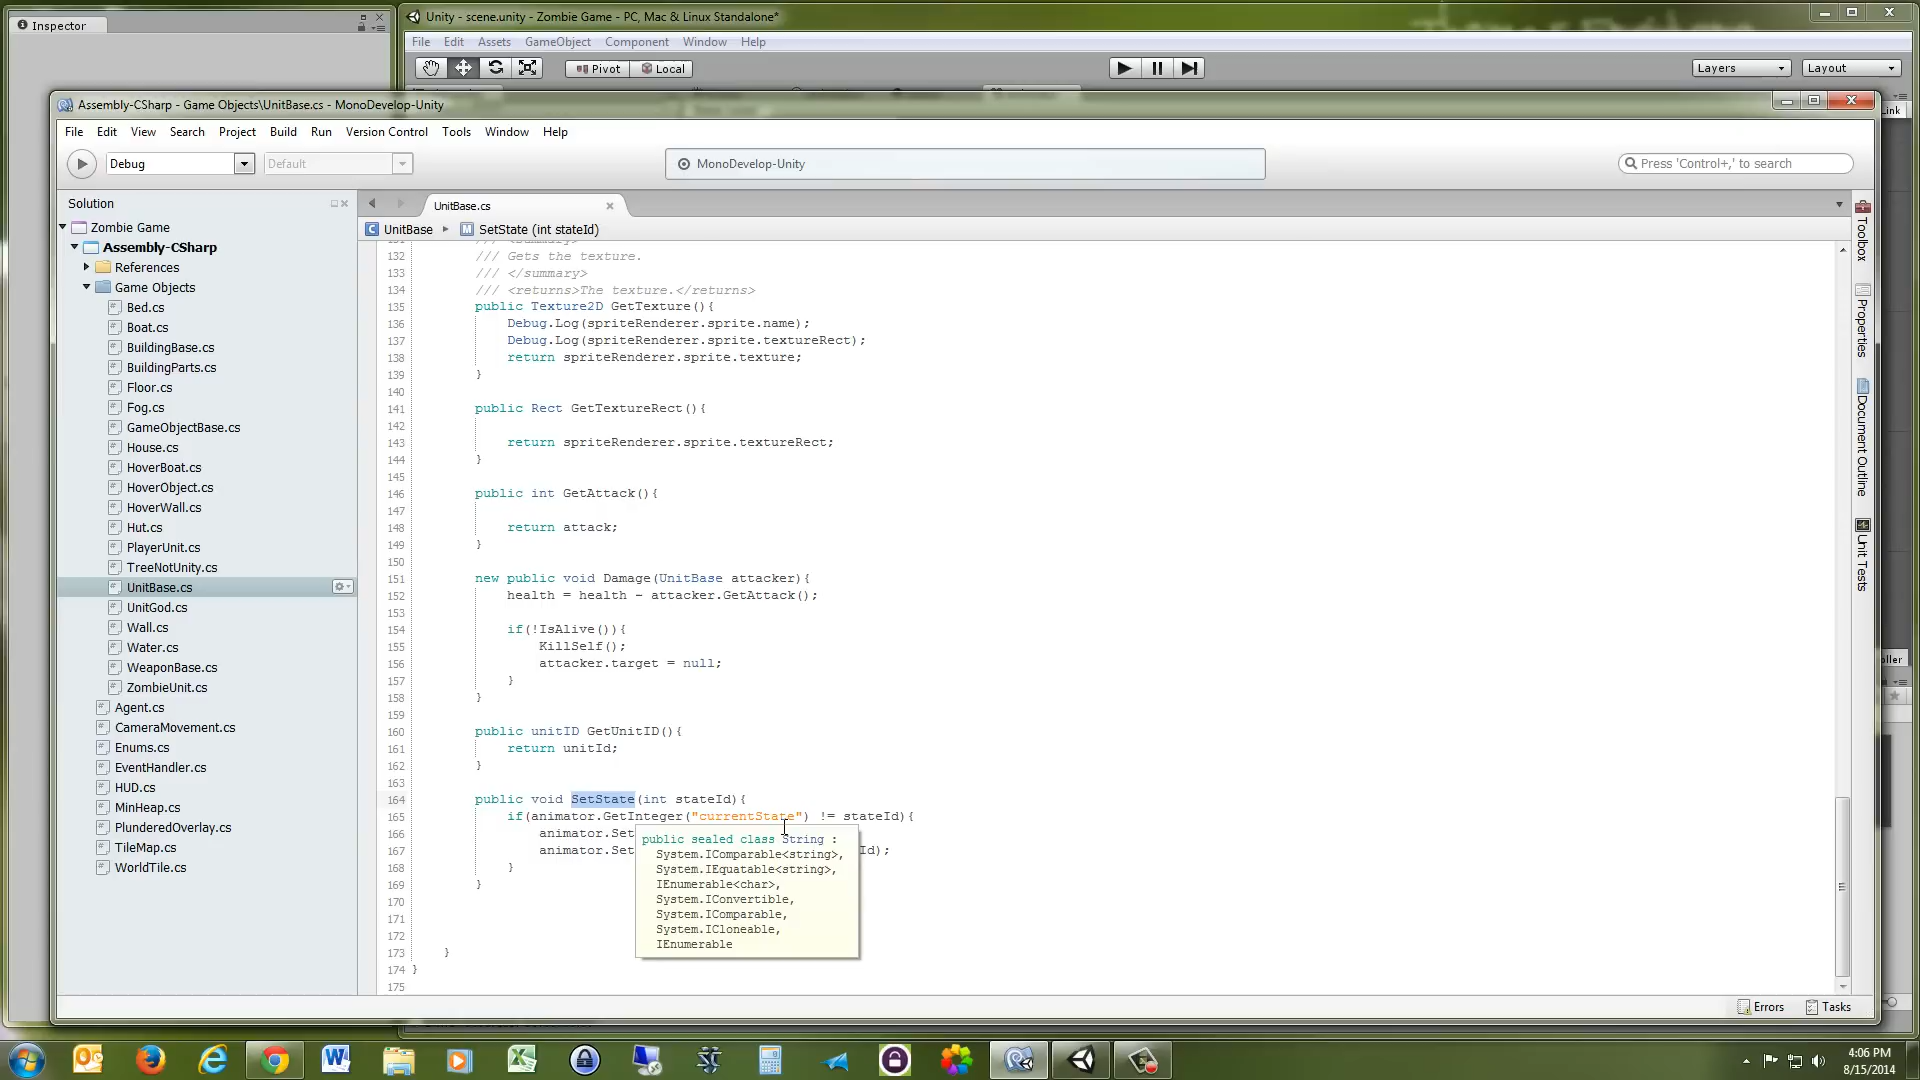 Inspector
Unity - scene.unity - Zombie Game - PC, Mac & Linux Standalone*
File Edit Assets GameObject Component Window Help
Pivot Local Layers Layout
Assembly-CSharp - Game Objects\UnitBase.cs - MonoDevelop-Unity
File Edit View Search Project Build Run Version Control Tools Window Help
Debug Default MonoDevelop-Unity Press 'Control+,' to search
Solution
Zombie Game
Assembly-CSharp
References
Game Objects
Bed.cs
Boat.cs
BuildingBase.cs
BuildingParts.cs
Floor.cs
Fog.cs
GameObjectBase.cs
House.cs
HoverBoat.cs
HoverObject.cs
HoverWall.cs
Hut.cs
PlayerUnit.cs
TreeNotUnity.cs
UnitBase.cs
UnitGod.cs
Wall.cs
Water.cs
WeaponBase.cs
ZombieUnit.cs
Agent.cs
CameraMovement.cs
Enums.cs
EventHandler.cs
HUD.cs
MinHeap.cs
PlunderedOverlay.cs
TileMap.cs
WorldTile.cs
UnitBase.cs
UnitBase SetState (int stateId)
131 /// <summary>
132 /// Gets the texture.
133 /// </summary>
134 /// <returns>The texture.</returns>
135 public Texture2D GetTexture(){
136 Debug.Log(spriteRenderer.sprite.name);
137 Debug.Log(spriteRenderer.sprite.textureRect);
138 return spriteRenderer.sprite.texture;
139 }
140
141 public Rect GetTextureRect(){
142
143 return spriteRenderer.sprite.textureRect;
144 }
145
146 public int GetAttack(){
147
148 return attack;
149 }
150
151 new public void Damage(UnitBase attacker){
152 health = health - attacker.GetAttack();
153
154 if(!IsAlive()){
155 KillSelf();
156 attacker.target = null;
157 }
158 }
159
160 public unitID GetUnitID(){
161 return unitId;
162 }
163
164 public void SetState(int stateId){
165 if(animator.GetInteger("currentState") != stateId){
166 animator.Set
167 animator.Set Id);
168 }
169 }
170
171
172
173 }
174 }
175
public sealed class String :
System.IComparable<string>,
System.IEquatable<string>,
IEnumerable<char>,
System.IConvertible,
System.IComparable,
System.ICloneable,
IEnumerable
Toolbox
Properties
Document Outline
Unit Tests
Errors Tasks
4:06 PM
8/15/2014